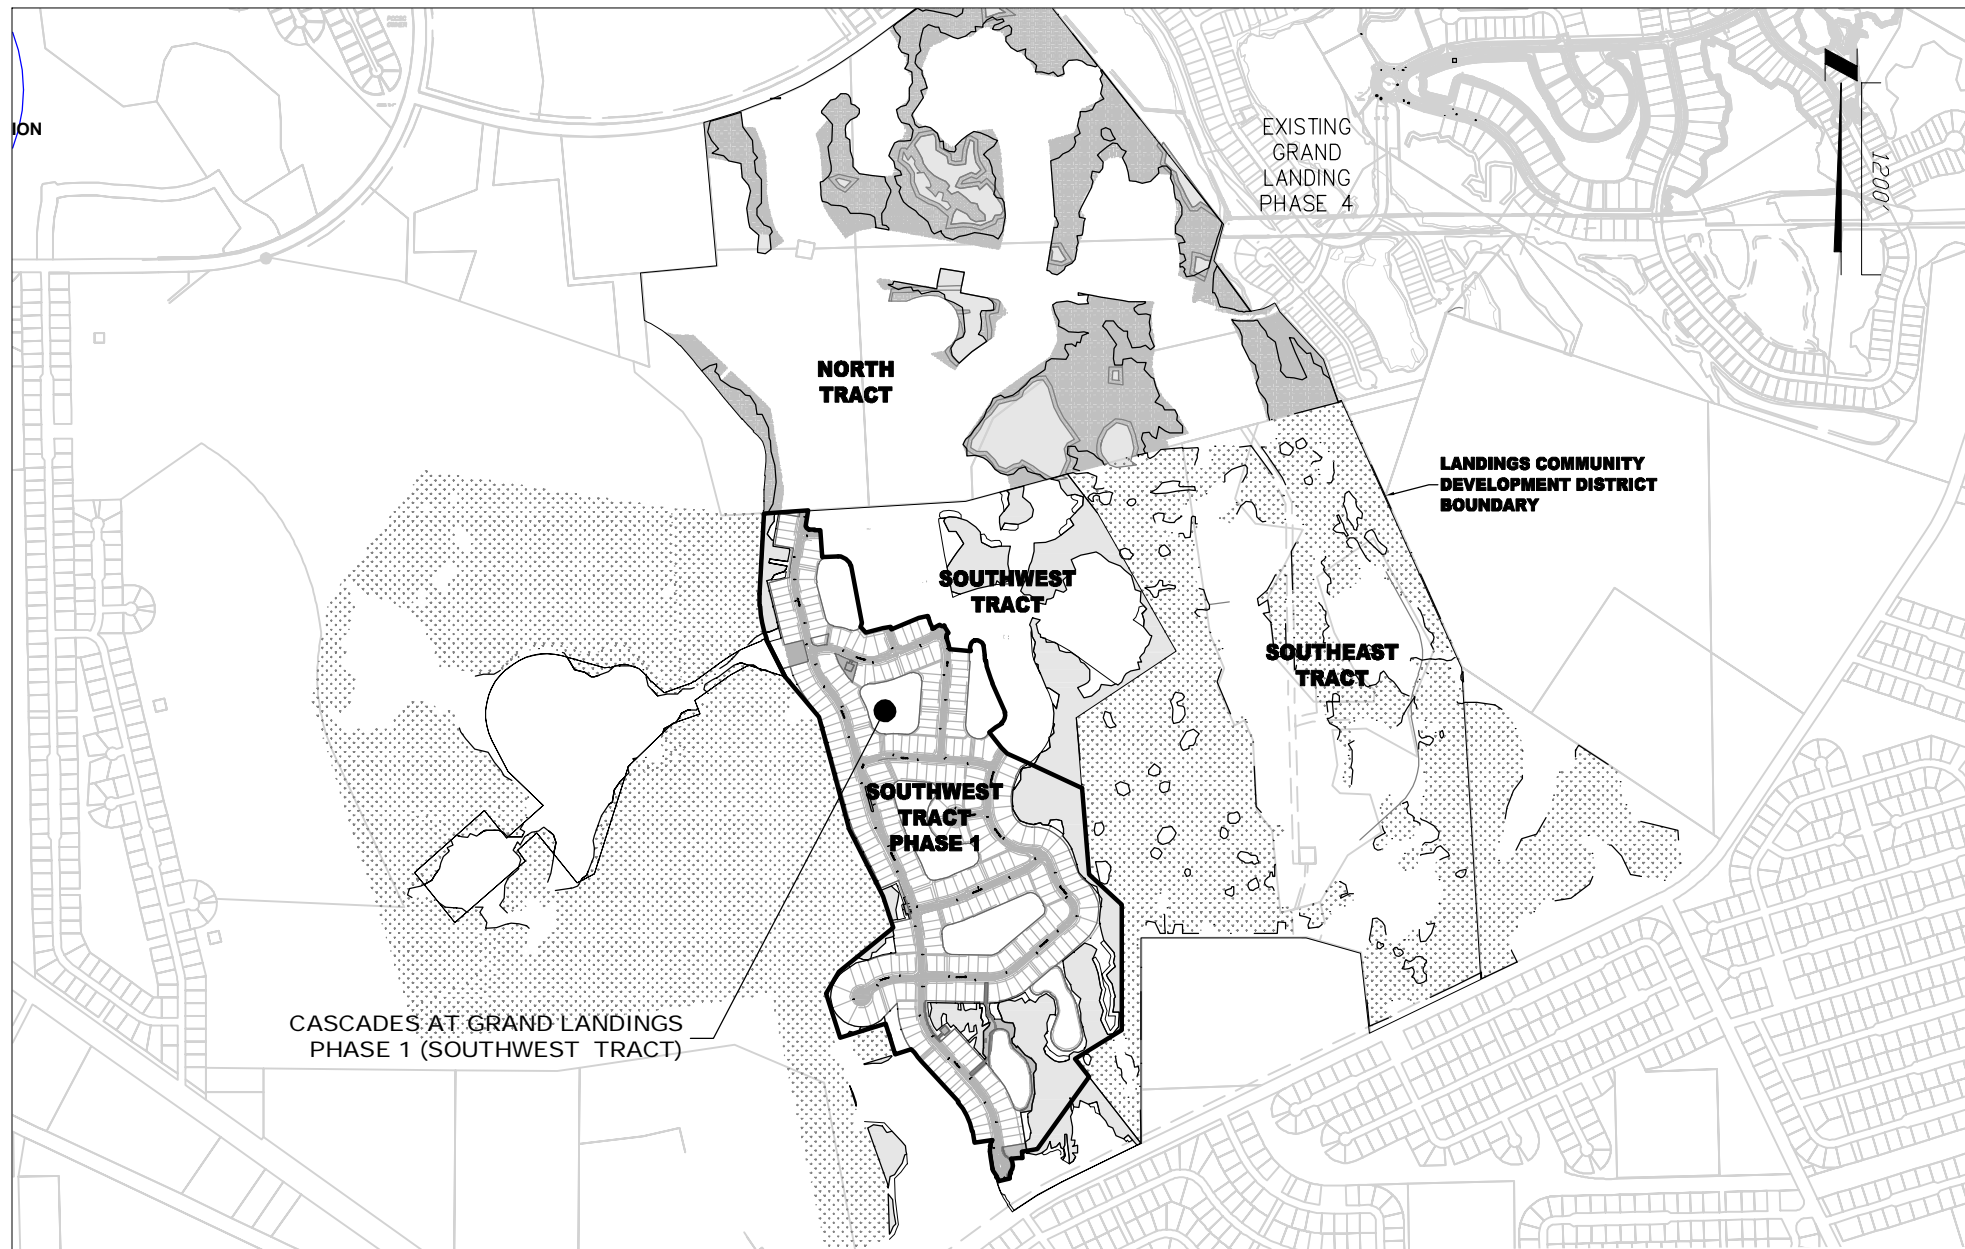 ION
EXISTING
GRAND
LANDING
PHASE 4
1200'
NORTH
TRACT
LANDINGS COMMUNITY
DEVELOPMENT DISTRICT
BOUNDARY
SOUTHWEST
TRACT
SOUTHEAST
TRACT
SOUTHWEST
TRACT
PHASE 1
CASCADES AT GRAND LANDINGS
PHASE 1 (SOUTHWEST TRACT)